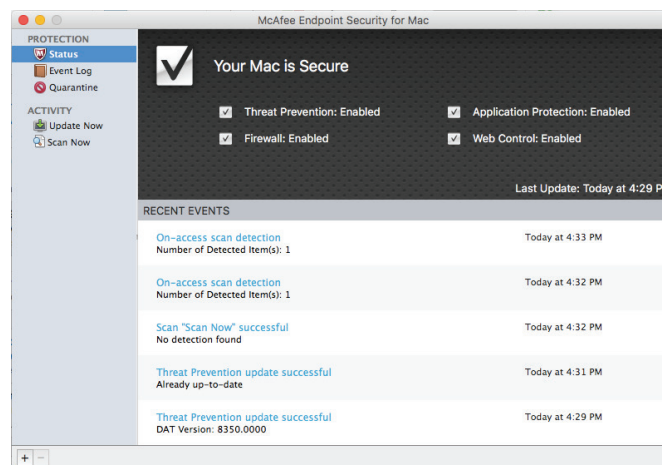 McAfee Endpoint Security for Mac
PROTECTION
Status
Event Log
Quarantine
ACTIVITY
Update Now
Scan Now
Your Mac is Secure
Threat Prevention: Enabled
Application Protection: Enabled
Firewall: Enabled
Web Control: Enabled
Last Update: Today at 4:29 P
RECENT EVENTS
On-access scan detection
Today at 4:33 PM
Number of Detected Item(s): 1
On-access scan detection
Today at 4:32 PM
Number of Detected Item(s): 1
Scan "Scan Now" successful
Today at 4:32 PM
No detection found
Threat Prevention update successful
Today at 4:31 PM
Already up-to-date
Threat Prevention update successful
Today at 4:29 PM
DAT Version: 8350.0000
+ −